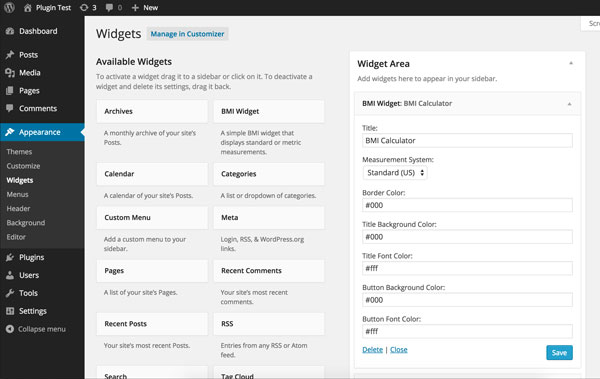 Plugin Test 3 0 + New
Dashboard
Posts
Media
Pages
Comments
Appearance
Themes
Customize
Widgets
Menus
Header
Background
Editor
Plugins
Users
Tools
Settings
Collapse menu
Widgets Manage in Customizer
Available Widgets
To activate a widget drag it to a sidebar or click on it. To deactivate a
widget and delete its settings, drag it back.
Archives
A monthly archive of your site's
Posts.
BMI Widget
A simple BMI widget that
displays standard or metric
measurements.
Calendar
A calendar of your site's Posts.
Categories
A list or dropdown of categories.
Custom Menu
Add a custom menu to your
sidebar.
Meta
Login, RSS, & WordPress.org
links.
Pages
A list of your site's Pages.
Recent Comments
Your site's most recent
comments.
Recent Posts
Your site's most recent Posts.
RSS
Entries from any RSS or Atom
feed.
Search
Tag Cloud
Scre
Widget Area
Add widgets here to appear in your sidebar.
BMI Widget: BMI Calculator
Title:
BMI Calculator
Measurement System:
Standard (US)
Border Color:
#000
Title Background Color:
#000
Title Font Color:
#fff
Button Background Color:
#000
Button Font Color:
#fff
Delete | Close
Save